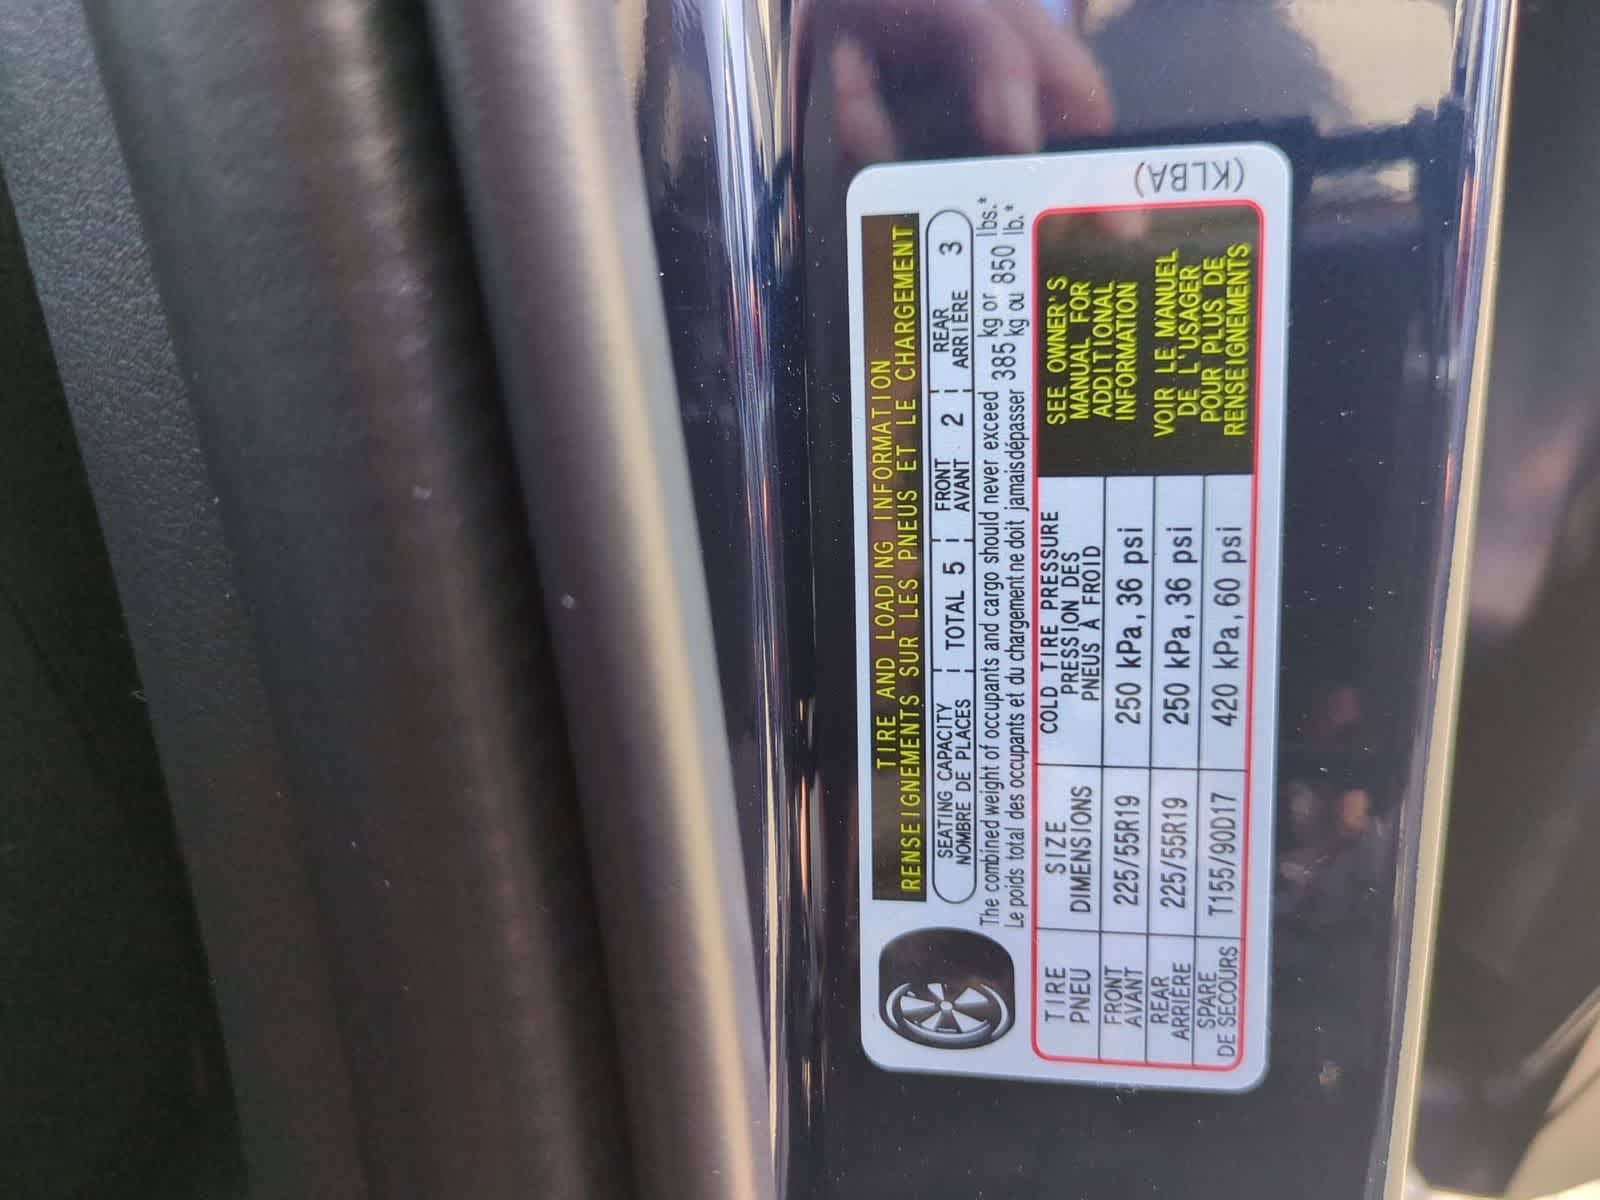 TIRE AND LOADING INFORMATION
RENSEIGNEMENTS SUR LES PNEUS ET LE CHARGEMENT
SEATING CAPACITY
NOMBRE DE PLACES
TOTAL 5
FRONT
AVANT 2
REAR
ARRIÈRE 3
The combined weight of occupants and cargo should never exceed 385 kg or 850 lbs.*
Le poids total des occupants et du chargement ne doit jamais dépasser 385 kg ou 850 lb.*
TIRE
PNEU
SIZE
DIMENSIONS
COLD TIRE PRESSURE
PRESSION DES
PNEUS À FROID
FRONT
AVANT
225/55R19
250 kPa, 36 psi
REAR
ARRIÈRE
225/55R19
250 kPa, 36 psi
SPARE
DE SECOURS
T155/90D17
420 kPa, 60 psi
SEE OWNER'S
MANUAL FOR
ADDITIONAL
INFORMATION
VOIR LE MANUEL
DE L'USAGER
POUR PLUS DE
RENSEIGNEMENTS
(KLBA)